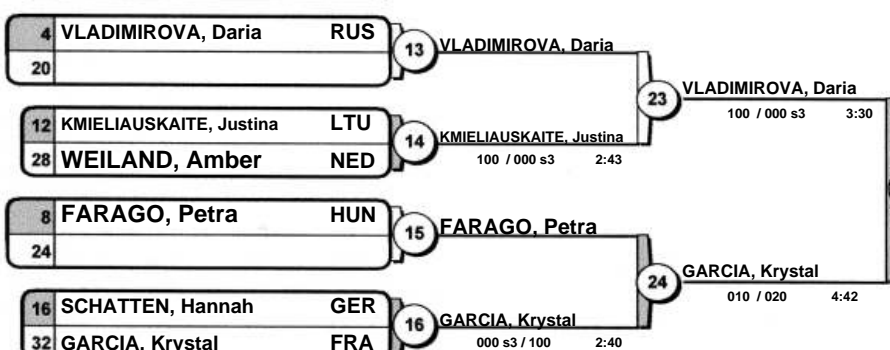 4 VLADIMIROVA, Daria RUS
20
13 VLADIMIROVA, Daria
23 VLADIMIROVA, Daria
100 / 000 s3 3:30
12 KMIELIAUSKAITE, Justina LTU
28 WEILAND, Amber NED
14 KMIELIAUSKAITE, Justina
100 / 000 s3 2:43
8 FARAGO, Petra HUN
24
15 FARAGO, Petra
24 GARCIA, Krystal
010 / 020 4:42
16 SCHATTEN, Hannah GER
32 GARCIA, Krystal FRA
16 GARCIA, Krystal
000 s3 / 100 2:40